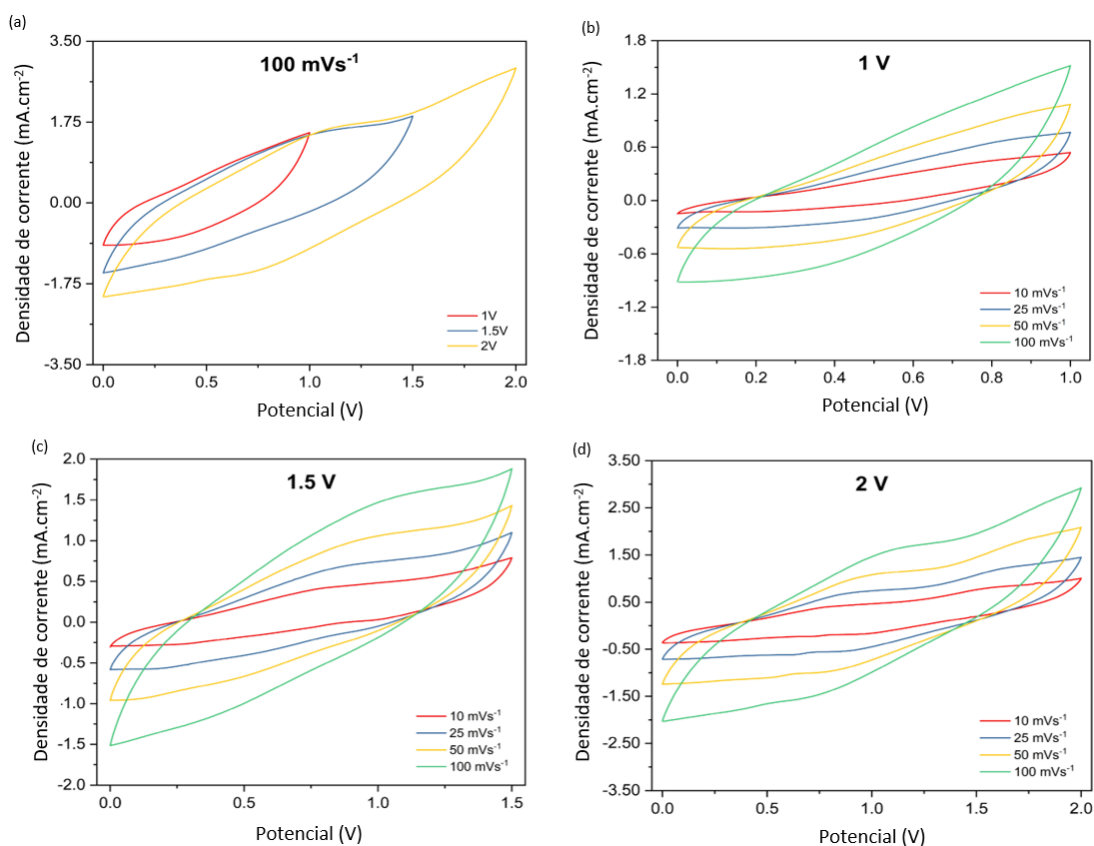 (a)
100 mVs⁻¹
Densidade de corrente (mA.cm⁻²)
3.50
1.75
0.00
-1.75
-3.50
0.0
0.5
1.0
1.5
2.0
Potencial (V)
1V
1.5V
2V
(b)
1 V
Densidade de corrente (mA.cm⁻²)
1.8
1.2
0.6
0.0
-0.6
-1.2
-1.8
0.0
0.2
0.4
0.6
0.8
1.0
Potencial (V)
10 mVs⁻¹
25 mVs⁻¹
50 mVs⁻¹
100 mVs⁻¹
(c)
1.5 V
Densidade de corrente (mA.cm⁻²)
2.0
1.5
1.0
0.5
0.0
-0.5
-1.0
-1.5
-2.0
0.0
0.5
1.0
1.5
Potencial (V)
10 mVs⁻¹
25 mVs⁻¹
50 mVs⁻¹
100 mVs⁻¹
(d)
2 V
Densidade de corrente (mA.cm⁻²)
3.50
2.50
1.50
0.50
-0.50
-1.50
-2.50
-3.50
0.0
0.5
1.0
1.5
2.0
Potencial (V)
10 mVs⁻¹
25 mVs⁻¹
50 mVs⁻¹
100 mVs⁻¹